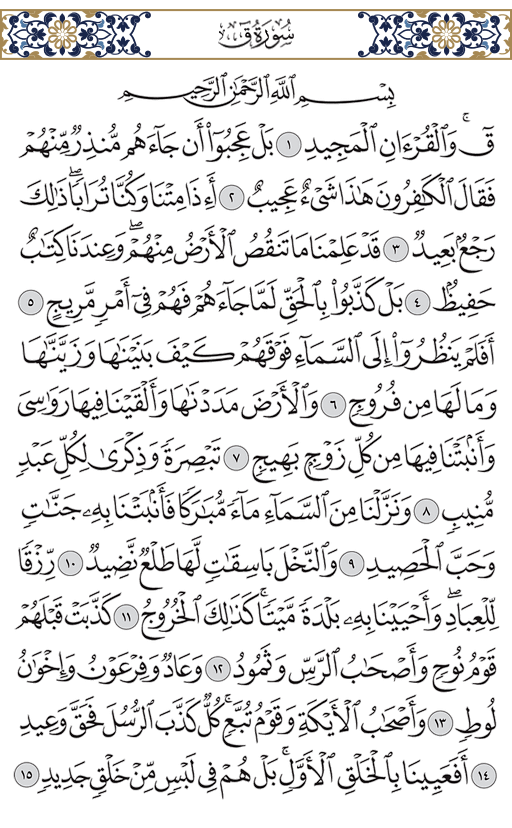 سُورَةُ قٓ
بِسْمِ ٱللَّهِ ٱلرَّحْمَٰنِ ٱلرَّحِيمِ
قٓ ۚ وَٱلْقُرْءَانِ ٱلْمَجِيدِ ١ بَلْ عَجِبُوٓا۟ أَن جَآءَهُم مُّنذِرٌ مِّنْهُمْ
فَقَالَ ٱلْكَٰفِرُونَ هَٰذَا شَىْءٌ عَجِيبٌ ٢ أَءِذَا مِتْنَا وَكُنَّا تُرَابًا ۖ ذَٰلِكَ
رَجْعٌۢ بَعِيدٌ ٣ قَدْ عَلِمْنَا مَا تَنقُصُ ٱلْأَرْضُ مِنْهُمْ ۖ وَعِندَنَا كِتَٰبٌ
حَفِيظٌۢ ٤ بَلْ كَذَّبُوا۟ بِٱلْحَقِّ لَمَّا جَآءَهُمْ فَهُمْ فِىٓ أَمْرٍ مَّرِيجٍ ٥
أَفَلَمْ يَنظُرُوٓا۟ إِلَى ٱلسَّمَآءِ فَوْقَهُمْ كَيْفَ بَنَيْنَٰهَا وَزَيَّنَّٰهَا
وَمَا لَهَا مِن فُرُوجٍ ٦ وَٱلْأَرْضَ مَدَدْنَٰهَا وَأَلْقَيْنَا فِيهَا رَوَٰسِىَ
وَأَنۢبَتْنَا فِيهَا مِن كُلِّ زَوْجٍۭ بَهِيجٍ ٧ تَبْصِرَةً وَذِكْرَىٰ لِكُلِّ عَبْدٍ
مُّنِيبٍ ٨ وَنَزَّلْنَا مِنَ ٱلسَّمَآءِ مَآءً مُّبَٰرَكًا فَأَنۢبَتْنَا بِهِۦ جَنَّٰتٍ
وَحَبَّ ٱلْحَصِيدِ ٩ وَٱلنَّخْلَ بَاسِقَٰتٍ لَّهَا طَلْعٌ نَّضِيدٌ ١٠ رِّزْقًا
لِّلْعِبَادِ ۖ وَأَحْيَيْنَا بِهِۦ بَلْدَةً مَّيْتًا ۚ كَذَٰلِكَ ٱلْخُرُوجُ ١١ كَذَّبَتْ قَبْلَهُمْ
قَوْمُ نُوحٍ وَأَصْحَٰبُ ٱلرَّسِّ وَثَمُودُ ١٢ وَعَادٌ وَفِرْعَوْنُ وَإِخْوَٰنُ
لُوطٍ ١٣ وَأَصْحَٰبُ ٱلْأَيْكَةِ وَقَوْمُ تُبَّعٍ ۚ كُلٌّ كَذَّبَ ٱلرُّسُلَ فَحَقَّ وَعِيدِ
١٤ أَفَعَيِينَا بِٱلْخَلْقِ ٱلْأَوَّلِ ۚ بَلْ هُمْ فِى لَبْسٍ مِّنْ خَلْقٍ جَدِيدٍ ١٥